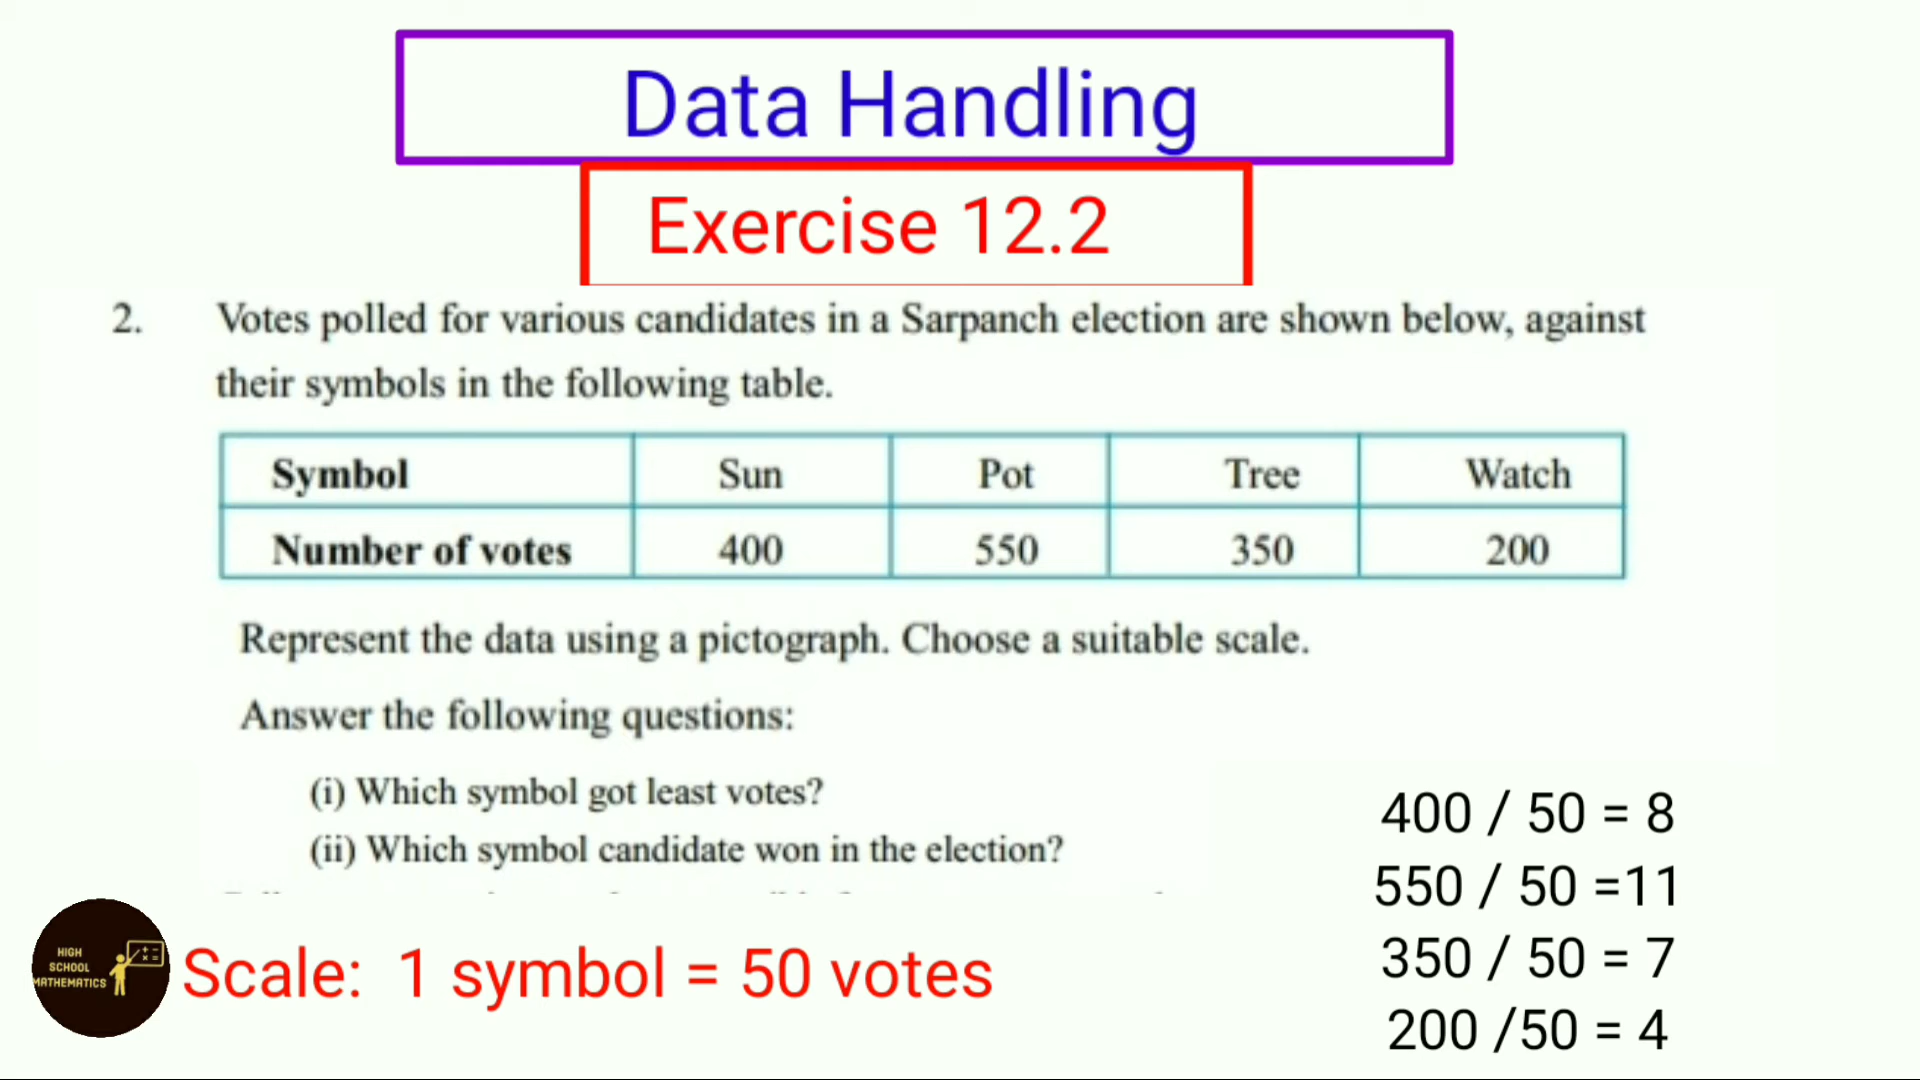 Data Handling
Exercise 12.2
2. Votes polled for various candidates in a Sarpanch election are shown below, against
their symbols in the following table.
Symbol Sun Pot Tree Watch
Number of votes 400 550 350 200
Represent the data using a pictograph. Choose a suitable scale.
Answer the following questions:
(i) Which symbol got least votes?
(ii) Which symbol candidate won in the election?
400 / 50 = 8
550 / 50 =11
350 / 50 = 7
200 /50 = 4
HIGH
SCHOOL
MATHEMATICS
Scale: 1 symbol = 50 votes